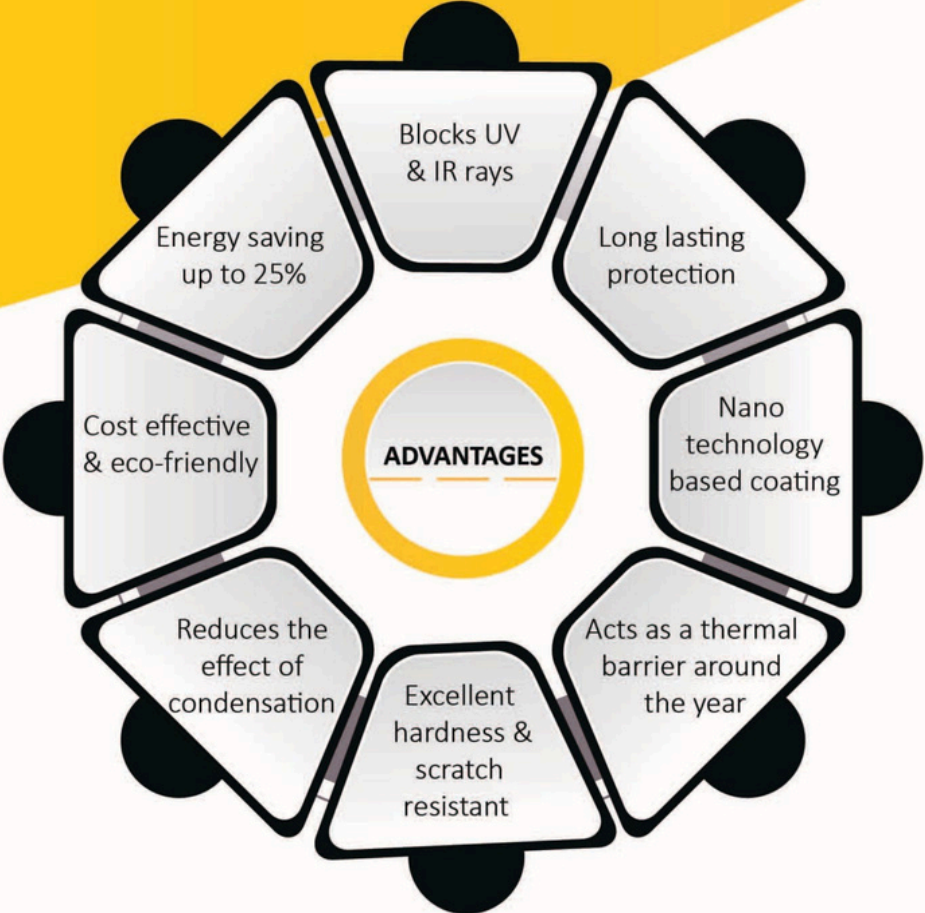 Blocks UV
& IR rays
Long lasting
protection
Nano
technology
based coating
Acts as a thermal
barrier around
the year
Excellent
hardness &
scratch
resistant
Reduces the
effect of
condensation
Cost effective
& eco-friendly
Energy saving
up to 25%
ADVANTAGES